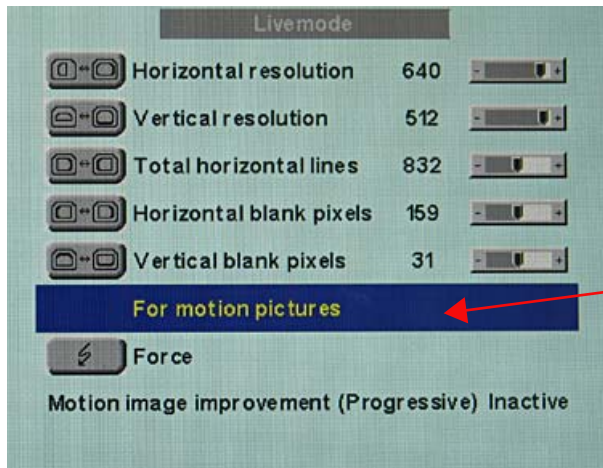 Livemode
Horizontal resolution 640
Vertical resolution 512
Total horizontal lines 832
Horizontal blank pixels 159
Vertical blank pixels 31
For motion pictures
Force
Motion image improvement (Progressive) Inactive